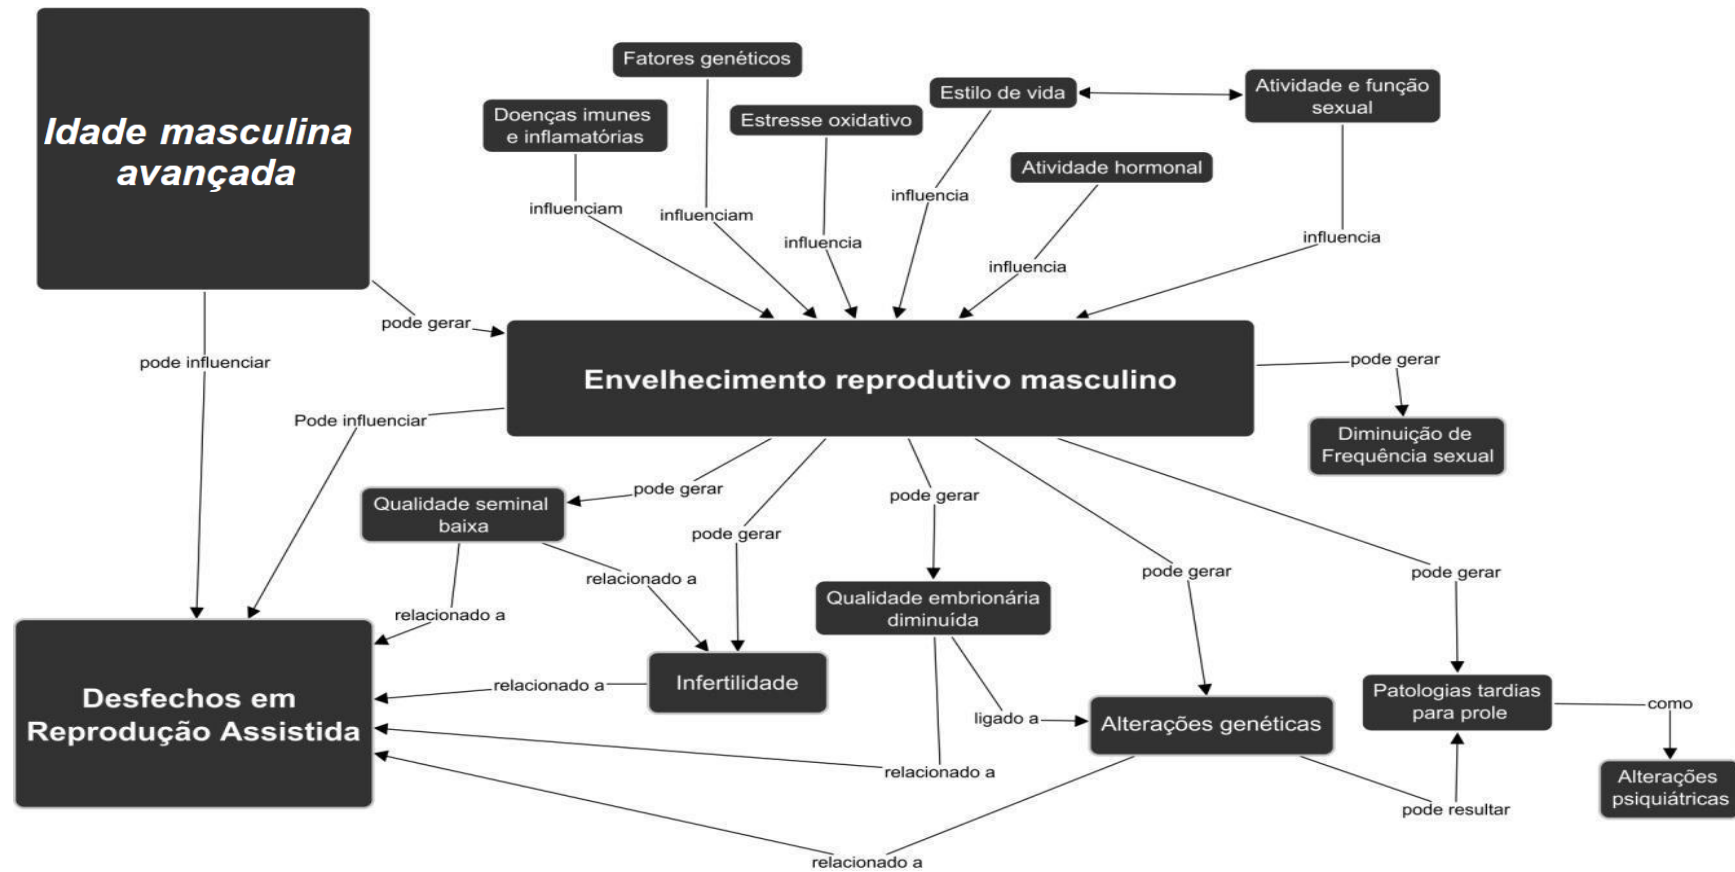 Idade masculina
avançada
Fatores genéticos
Doenças imunes
e inflamatórias
Estresse oxidativo
Estilo de vida
Atividade e função
sexual
Atividade hormonal
influenciam
influenciam
influencia
influencia
influencia
influencia
pode gerar
pode influenciar
Envelhecimento reprodutivo masculino
pode gerar
Diminuição de
Frequência sexual
Pode influenciar
pode gerar
pode gerar
pode gerar
pode gerar
pode gerar
Qualidade seminal
baixa
relacionado a
relacionado a
Qualidade embrionária
diminuída
Infertilidade
relacionado a
ligado a
relacionado a
Alterações genéticas
Patologias tardias
para prole
como
Alterações
psiquiátricas
pode resultar
relacionado a
Desfechos em
Reprodução Assistida